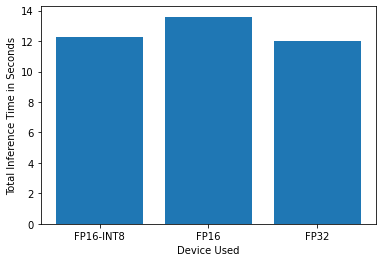 Total Inference Time in Seconds
14
12
10
8
6
4
2
0
FP16-INT8 FP16 FP32
Device Used